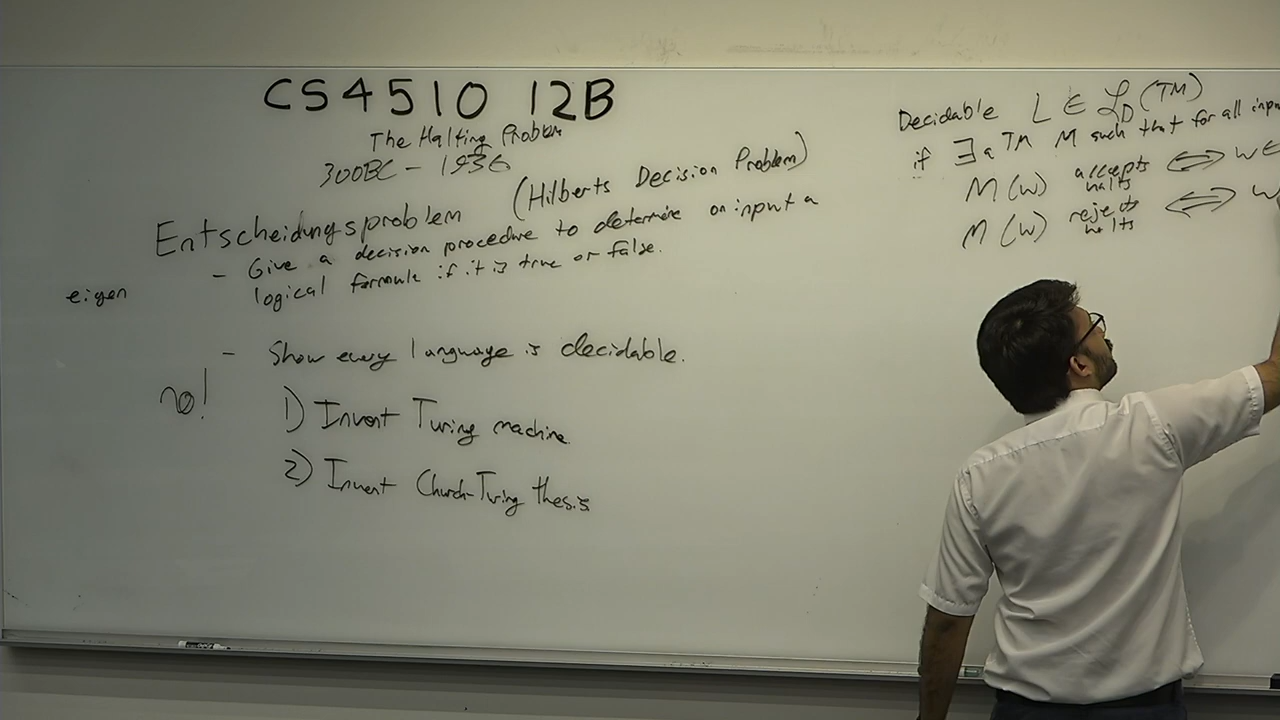 CS4510 12B
The Halting Problem
300BC - 1936
Entscheidungsproblem (Hilberts Decision Problem)
- Give a decision procedure to determine on input a
logical formula if it is true or false.
eigen
- Show every language is decidable.
no!
1) Invent Turing machine
2) Invent Church-Turing thesis
Decidable L ∈ ℒD(TM)
if ∃ a TM M such that for all inpu
M(w) accepts halts ⟺ w∈
M(w) rejects halts ⟺ w